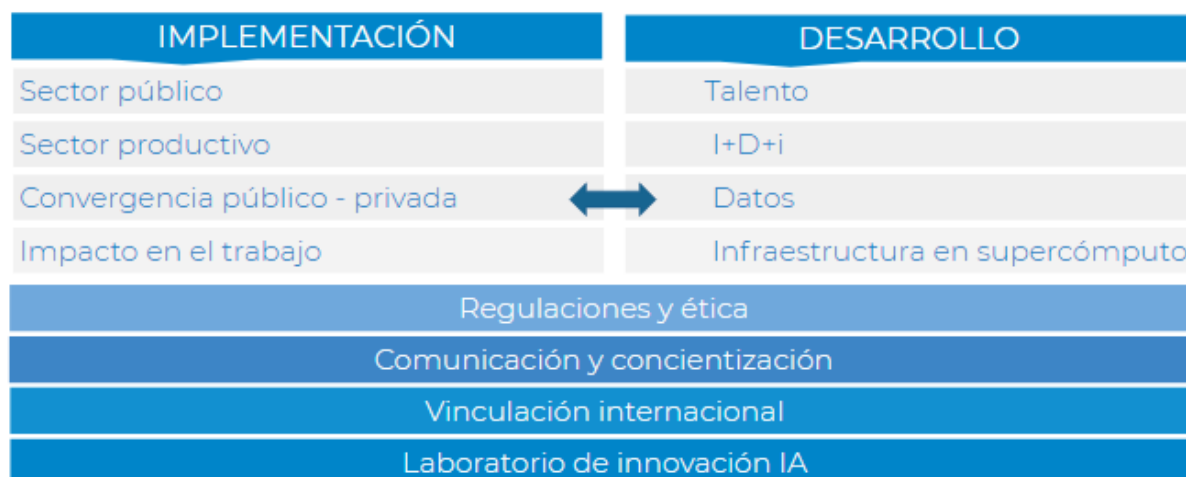 IMPLEMENTACIÓN
Sector público
Sector productivo
Convergencia público - privada
Impacto en el trabajo
DESARROLLO
Talento
I+D+i
Datos
Infraestructura en supercómputo
Regulaciones y ética
Comunicación y concientización
Vinculación internacional
Laboratorio de innovación IA